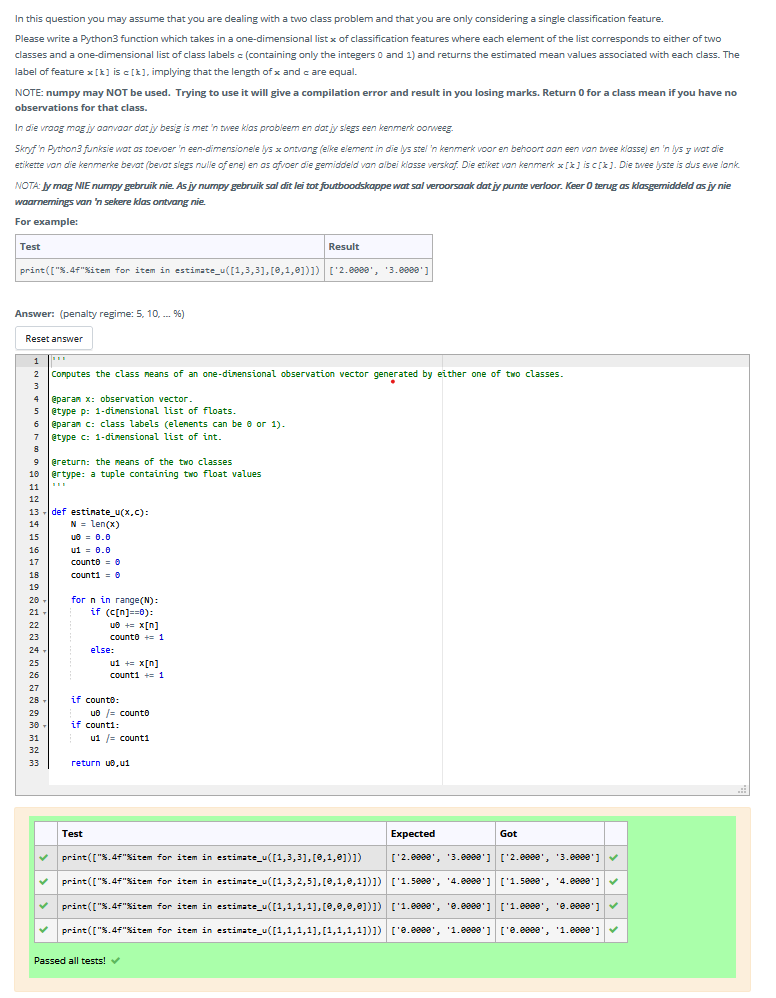 In this question you may assume that you are dealing with a two class problem and that you are only considering a single classification feature.
Please write a Python3 function which takes in a one-dimensional list x of classification features where each element of the list corresponds to either of two
classes and a one-dimensional list of class labels c (containing only the integers 0 and 1) and returns the estimated mean values associated with each class. The
label of feature x[k] is c[k], implying that the length of x and c are equal.
NOTE: numpy may NOT be used. Trying to use it will give a compilation error and result in you losing marks. Return 0 for a class mean if you have no
observations for that class.
In die vraag mag jy aanvaar dat jy besig is met 'n twee klas probleem en dat jy slegs een kenmerk oorweeg.
Skryf 'n Python3 funksie wat as toevoer 'n een-dimensionele lys x ontvang (elke element in die lys stel 'n kenmerk voor en behoort aan een van twee klasse) en 'n lys y wat die
etikette van die kenmerke bevat (bevat slegs nulle of ene) en as afvoer die gemiddeld van albei klasse verskaf. Die etiket van kenmerk x[k] is c[k]. Die twee lyste is dus ewe lank.
NOTA: Jy mag NIE numpy gebruik nie. As jy numpy gebruik sal dit lei tot foutboodskappe wat sal veroorsaak dat jy punte verloor. Keer 0 terug as klasgemiddeld as jy nie
waarnemings van 'n sekere klas ontvang nie.
For example:
Test Result
print(["%.4f"%item for item in estimate_u([1,3,3],[0,1,0])]) ['2.0000', '3.0000']
Answer: (penalty regime: 5, 10, ... %)
Reset answer
1 '''
2 Computes the class means of an one-dimensional observation vector generated by either one of two classes.
3
4 @param x: observation vector.
5 @type p: 1-dimensional list of floats.
6 @param c: class labels (elements can be 0 or 1).
7 @type c: 1-dimensional list of int.
8
9 @return: the means of the two classes
10 @rtype: a tuple containing two float values
11 '''
12
13 def estimate_u(x,c):
14 N = len(x)
15 u0 = 0.0
16 u1 = 0.0
17 count0 = 0
18 count1 = 0
19
20 for n in range(N):
21 if (c[n]==0):
22 u0 += x[n]
23 count0 += 1
24 else:
25 u1 += x[n]
26 count1 += 1
27
28 if count0:
29 u0 /= count0
30 if count1:
31 u1 /= count1
32
33 return u0,u1
Test Expected Got
print(["%.4f"%item for item in estimate_u([1,3,3],[0,1,0])]) ['2.0000', '3.0000'] ['2.0000', '3.0000']
print(["%.4f"%item for item in estimate_u([1,3,2,5],[0,1,0,1])]) ['1.5000', '4.0000'] ['1.5000', '4.0000']
print(["%.4f"%item for item in estimate_u([1,1,1,1],[0,0,0,0])]) ['1.0000', '0.0000'] ['1.0000', '0.0000']
print(["%.4f"%item for item in estimate_u([1,1,1,1],[1,1,1,1])]) ['0.0000', '1.0000'] ['0.0000', '1.0000']
Passed all tests!